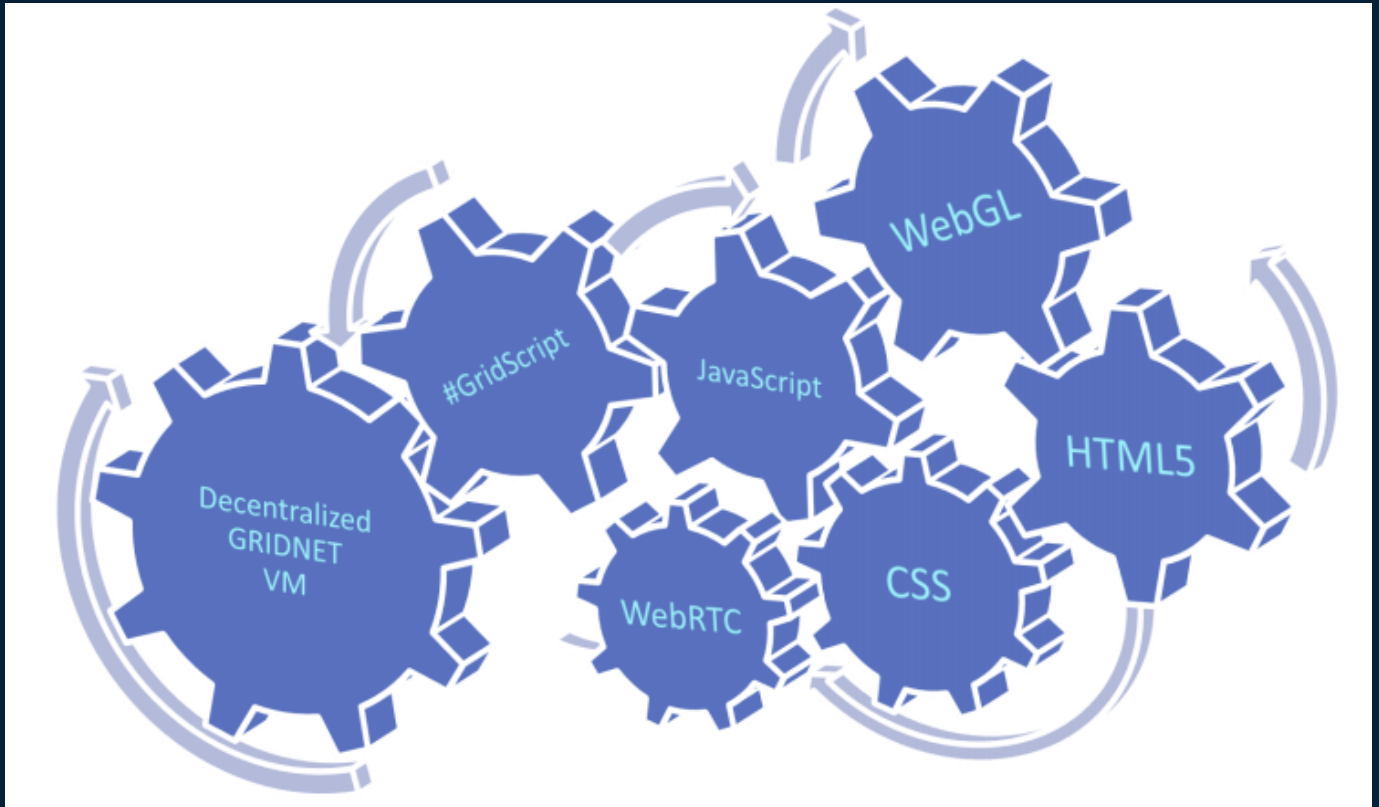 WebGL
#GridScript
JavaScript
HTML5
Decentralized
GRIDNET
VM
CSS
WebRTC